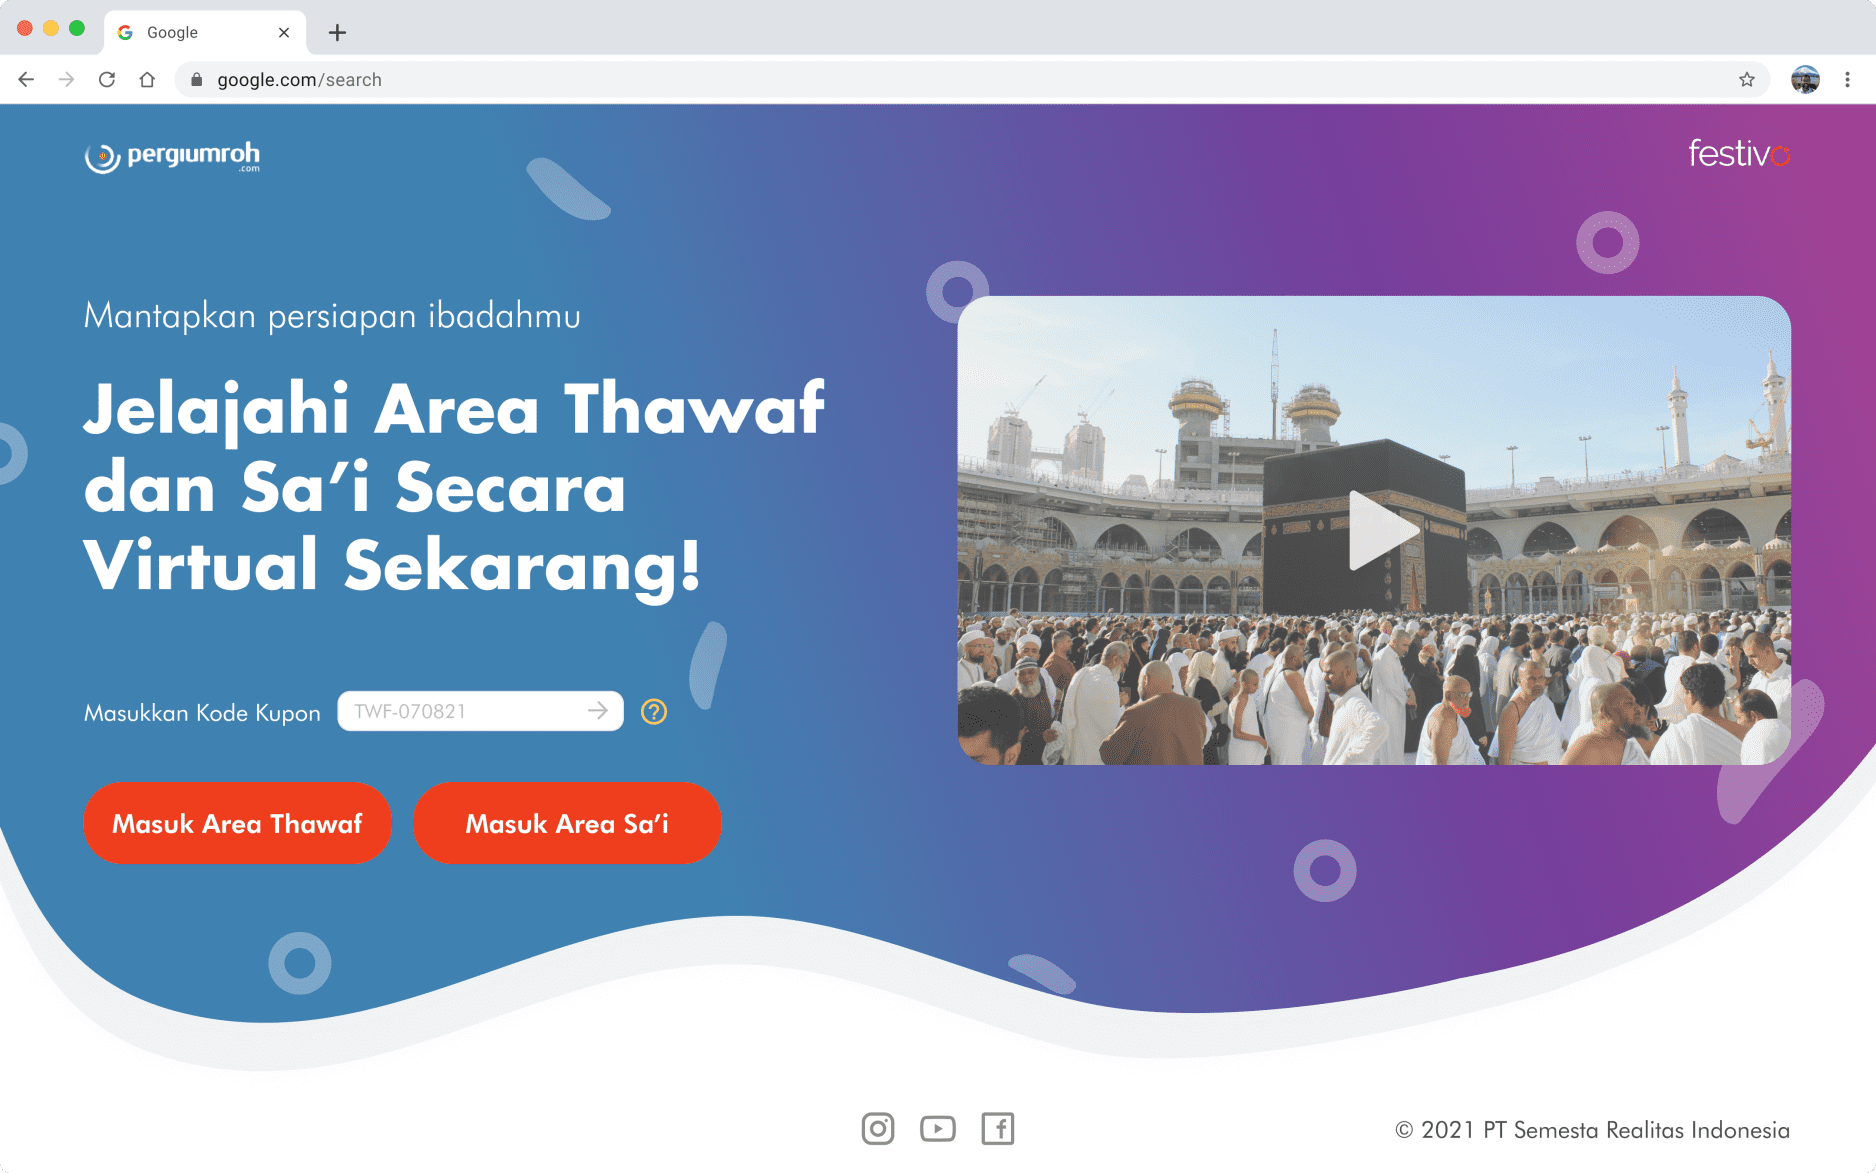 Google
google.com/search
pergiumroh
.com
festivo
Mantapkan persiapan ibadahmu
Jelajahi Area Thawaf
dan Sa’i Secara
Virtual Sekarang!
Masukkan Kode Kupon
TWF-070821
?
Masuk Area Thawaf
Masuk Area Sa’i
© 2021 PT Semesta Realitas Indonesia